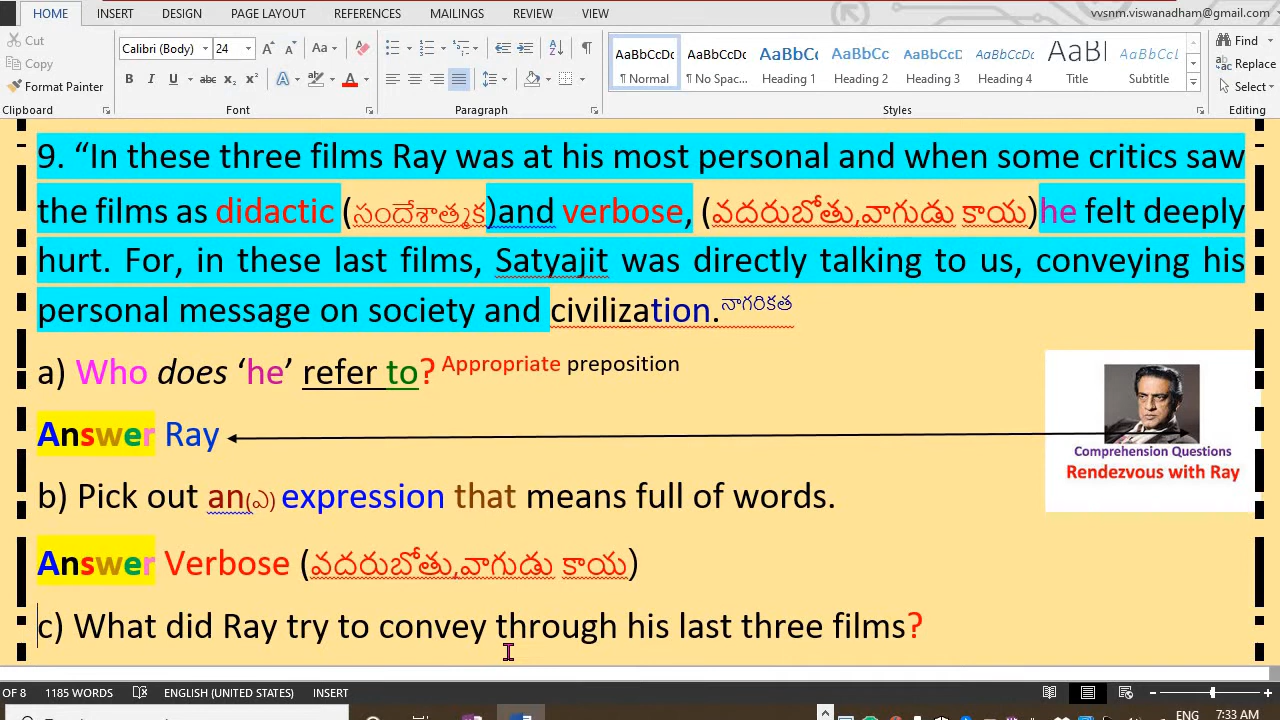 HOME INSERT DESIGN PAGE LAYOUT REFERENCES MAILINGS REVIEW VIEW vvsnm.viswanadham@gmail.com
Cut
Copy
Format Painter
Clipboard
Calibri (Body) 24
Font
Paragraph
AaBbCcDc AaBbCcDc AaBbCc AaBbCc AaBbCcD AaBbCcDc AaBl AaBbCcD
¶ Normal ¶ No Spac... Heading 1 Heading 2 Heading 3 Heading 4 Title Subtitle
Styles
Find
Replace
Select
Editing
9. “In these three films Ray was at his most personal and when some critics saw
the films as didactic (సందేశాత్మక)and verbose, (వదరుబోతు,వాగుడు కాయ)he felt deeply
hurt. For, in these last films, Satyajit was directly talking to us, conveying his
personal message on society and civilization.నాగరికత
a) Who does ‘he’ refer to? Appropriate preposition
Answer Ray
Comprehension Questions
Rendezvous with Ray
b) Pick out an(ఎ) expression that means full of words.
Answer Verbose (వదరుబోతు,వాగుడు కాయ)
c) What did Ray try to convey through his last three films?
OF 8 1185 WORDS ENGLISH (UNITED STATES) INSERT
ENG 7:33 AM